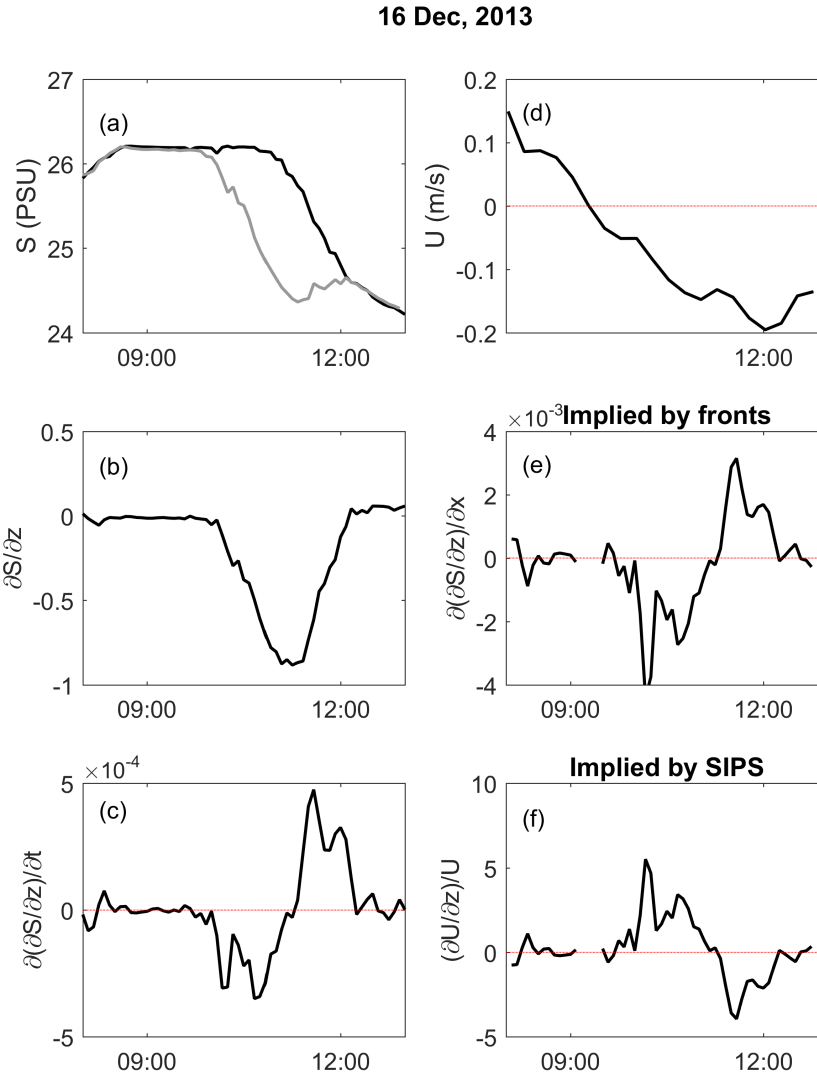 16 Dec, 2013
(a)
S (PSU)
27
26
25
24
09:00 12:00
(d)
U (m/s)
0.2
0.1
0
-0.1
-0.2
12:00
(b)
∂S/∂z
0.5
0
-0.5
-1
09:00 12:00
×10-3 Implied by fronts
(e)
∂(∂S/∂z)/∂x
4
2
0
-2
-4
09:00 12:00
×10-4
(c)
∂(∂S/∂z)/∂t
5
0
-5
09:00 12:00
Implied by SIPS
(f)
(∂U/∂z)/U
10
5
0
-5
09:00 12:00